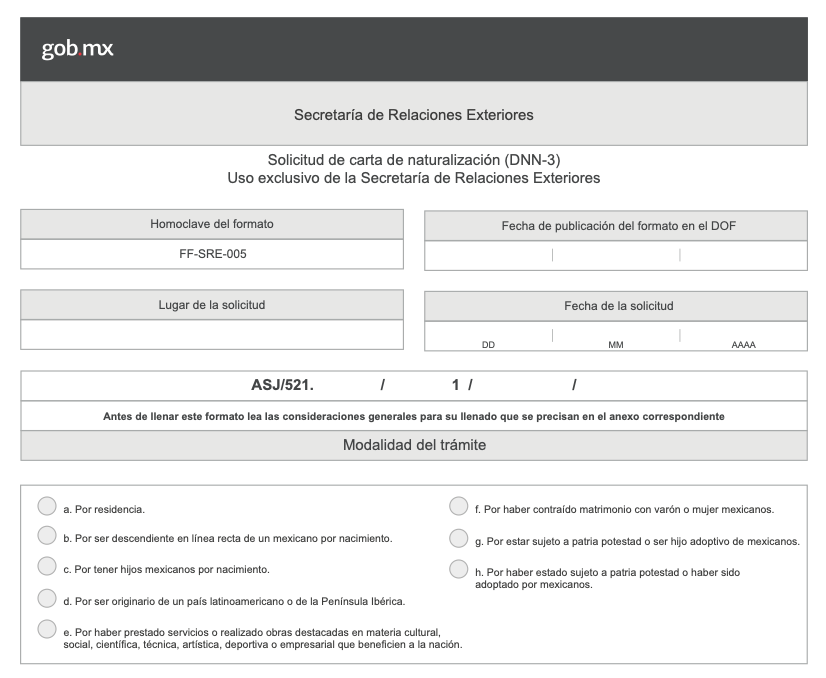 gob.mx
Secretaría de Relaciones Exteriores
Solicitud de carta de naturalización (DNN-3)
Uso exclusivo de la Secretaría de Relaciones Exteriores
Homoclave del formato
FF-SRE-005
Fecha de publicación del formato en el DOF
Lugar de la solicitud
Fecha de la solicitud
DD MM AAAA
ASJ/521. / 1 / /
Antes de llenar este formato lea las consideraciones generales para su llenado que se precisan en el anexo correspondiente
Modalidad del trámite
a. Por residencia.
b. Por ser descendiente en línea recta de un mexicano por nacimiento.
c. Por tener hijos mexicanos por nacimiento.
d. Por ser originario de un país latinoamericano o de la Península Ibérica.
e. Por haber prestado servicios o realizado obras destacadas en materia cultural,
social, científica, técnica, artística, deportiva o empresarial que beneficien a la nación.
f. Por haber contraído matrimonio con varón o mujer mexicanos.
g. Por estar sujeto a patria potestad o ser hijo adoptivo de mexicanos.
h. Por haber estado sujeto a patria potestad o haber sido
adoptado por mexicanos.